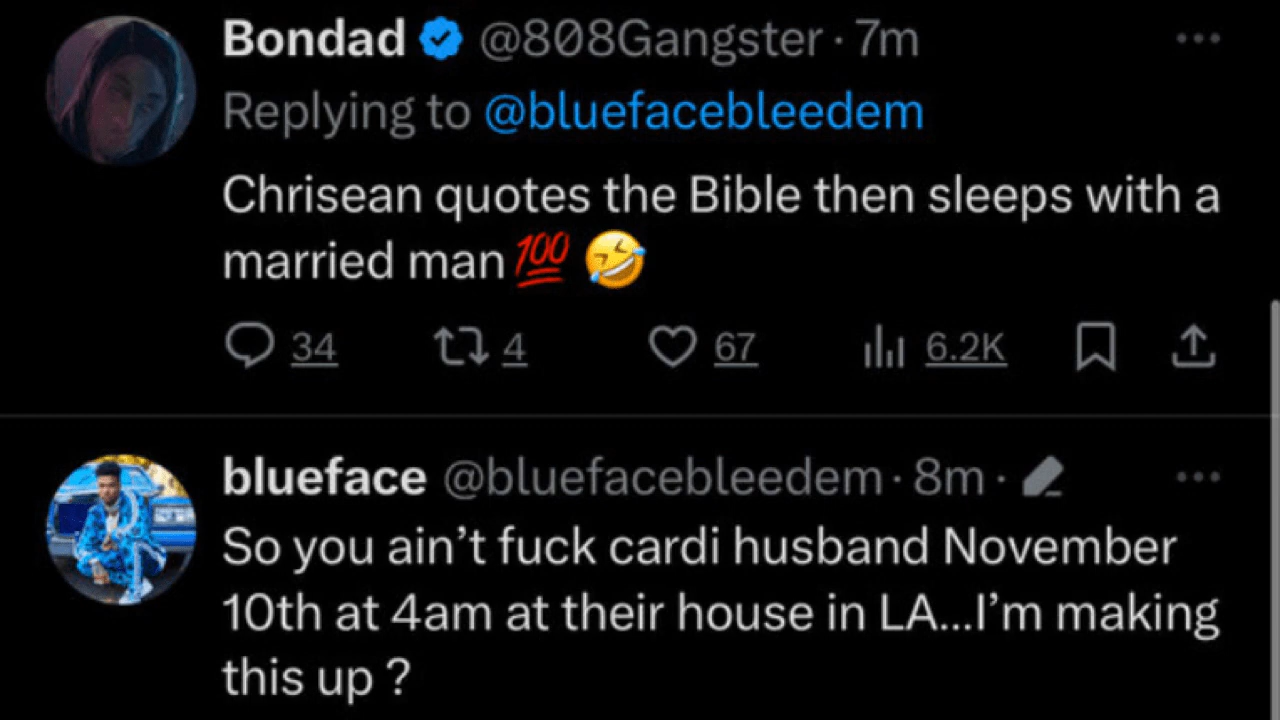 Bondad @808Gangster · 7m
Replying to @bluefacebleedem
Chrisean quotes the Bible then sleeps with a
married man 💯 🤣
34 4 67 6.2K
blueface @bluefacebleedem · 8m ·
So you ain’t fuck cardi husband November
10th at 4am at their house in LA...I’m making
this up ?